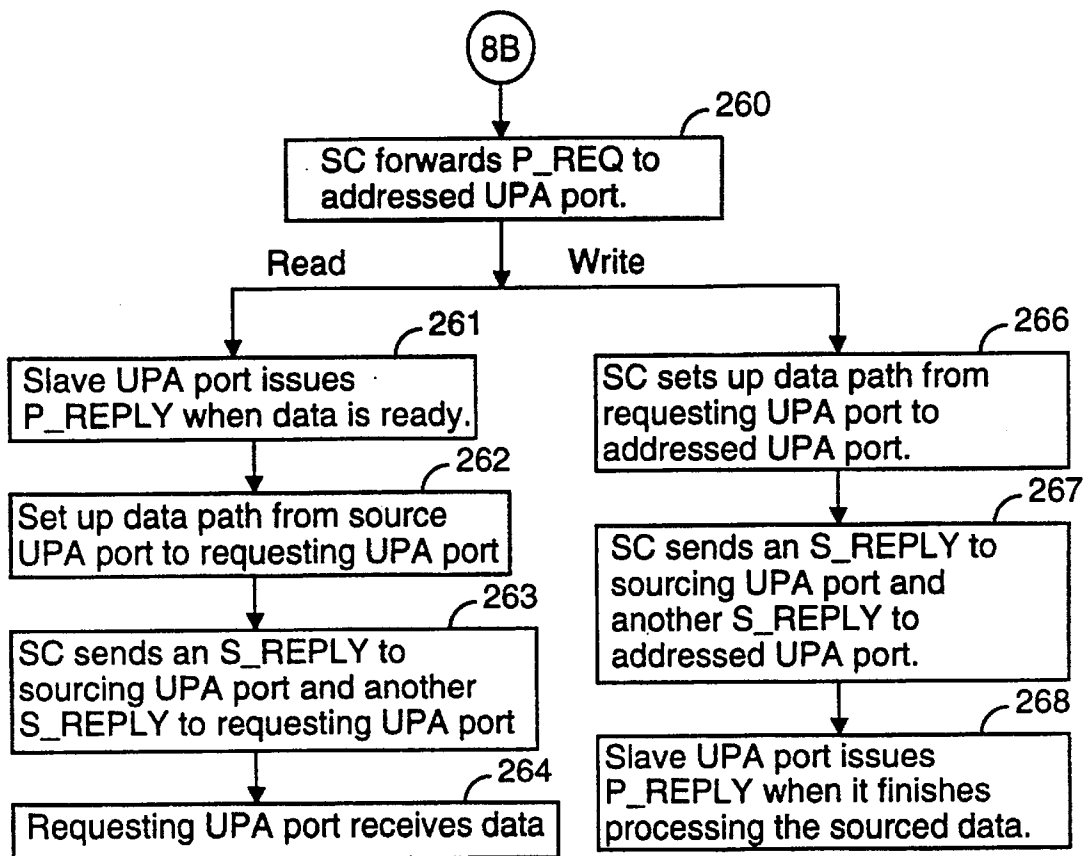 8B
260
SC forwards P_REQ to
addressed UPA port.
Read
Write
261
Slave UPA port issues
P_REPLY when data is ready.
262
Set up data path from source
UPA port to requesting UPA port
263
SC sends an S_REPLY to
sourcing UPA port and another
S_REPLY to requesting UPA port
264
Requesting UPA port receives data
266
SC sets up data path from
requesting UPA port to
addressed UPA port.
267
SC sends an S_REPLY to
sourcing UPA port and
another S_REPLY to
addressed UPA port.
268
Slave UPA port issues
P_REPLY when it finishes
processing the sourced data.